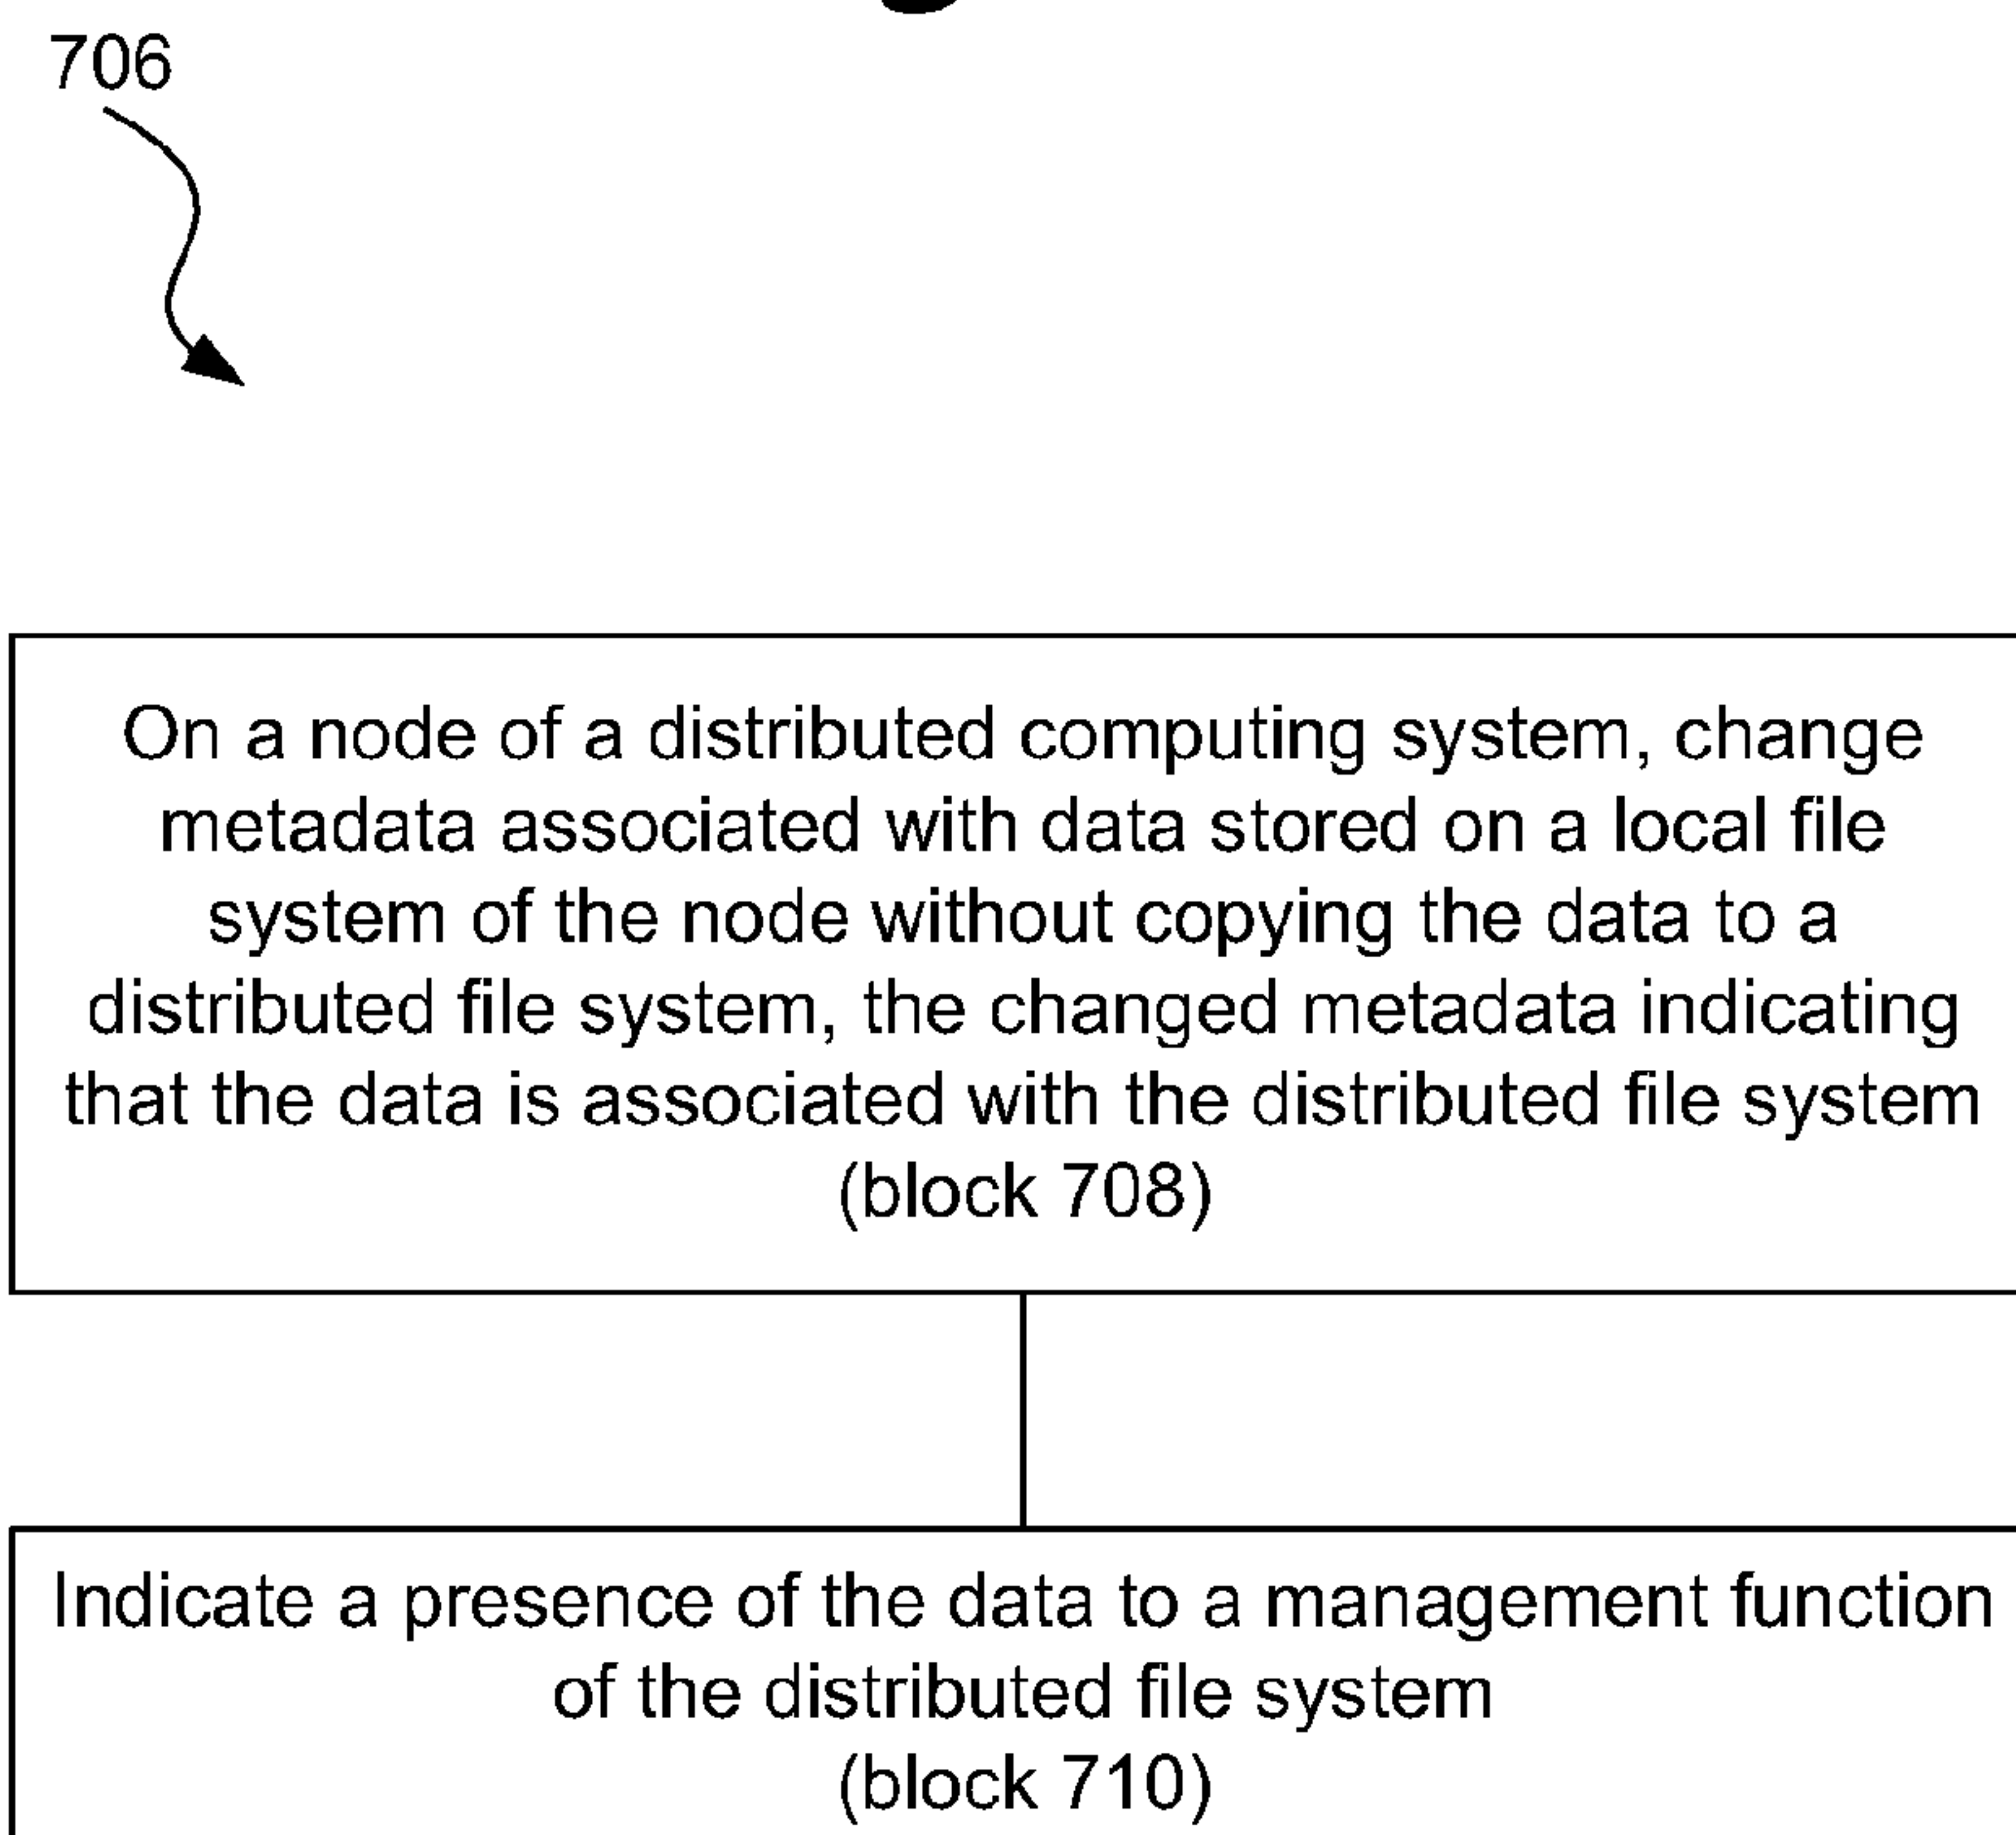 706
On a node of a distributed computing system, change
metadata associated with data stored on a local file
system of the node without copying the data to a
distributed file system, the changed metadata indicating
that the data is associated with the distributed file system
(block 708)
Indicate a presence of the data to a management function
of the distributed file system
(block 710)